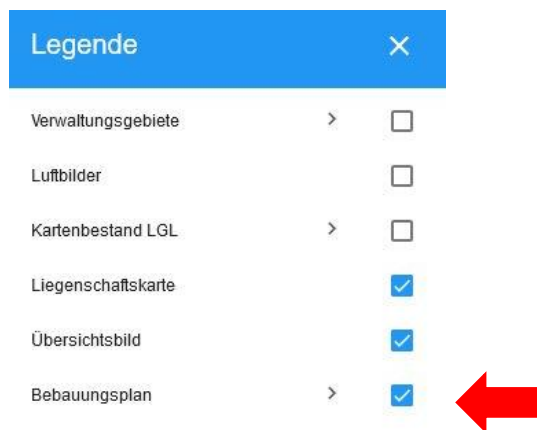 Legende
Verwaltungsgebiete
Luftbilder
Kartenbestand LGL
Liegenschaftskarte
Übersichtsbild
Bebauungsplan